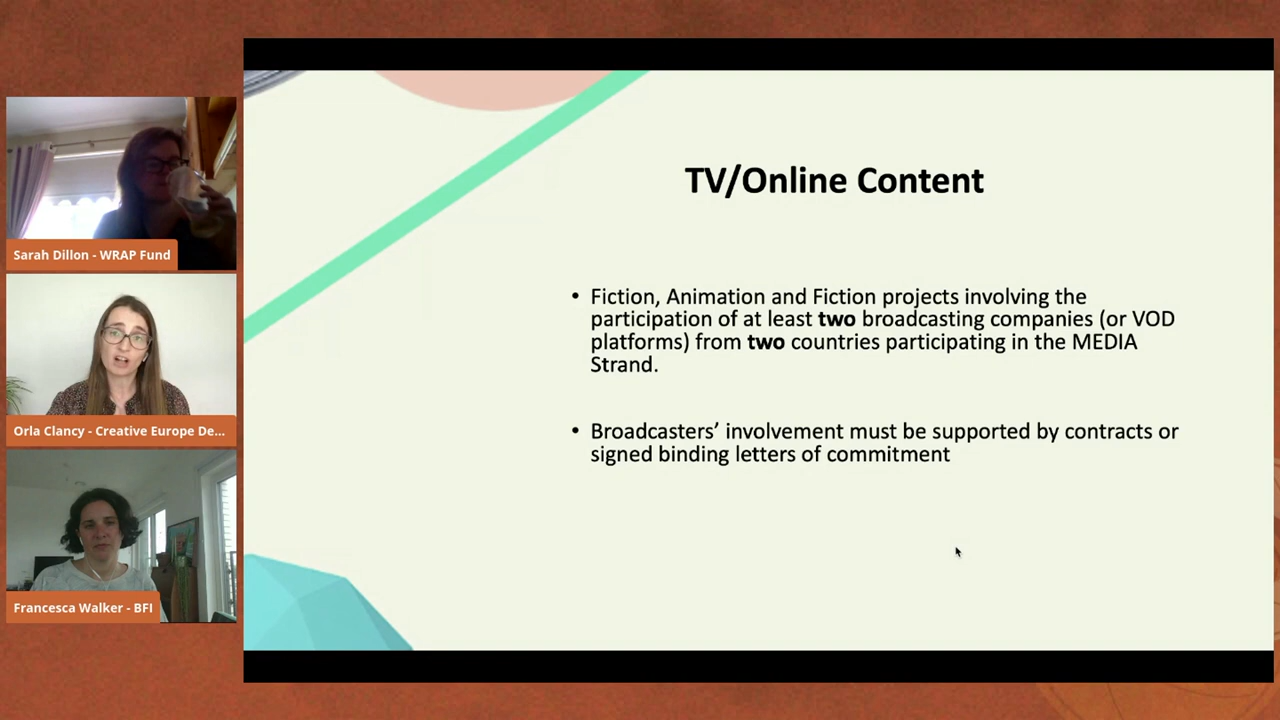 Sarah Dillon - WRAP Fund
Orla Clancy - Creative Europe De...
Francesca Walker - BFI
TV/Online Content
• Fiction, Animation and Fiction projects involving the
participation of at least two broadcasting companies (or VOD
platforms) from two countries participating in the MEDIA
Strand.
• Broadcasters’ involvement must be supported by contracts or
signed binding letters of commitment